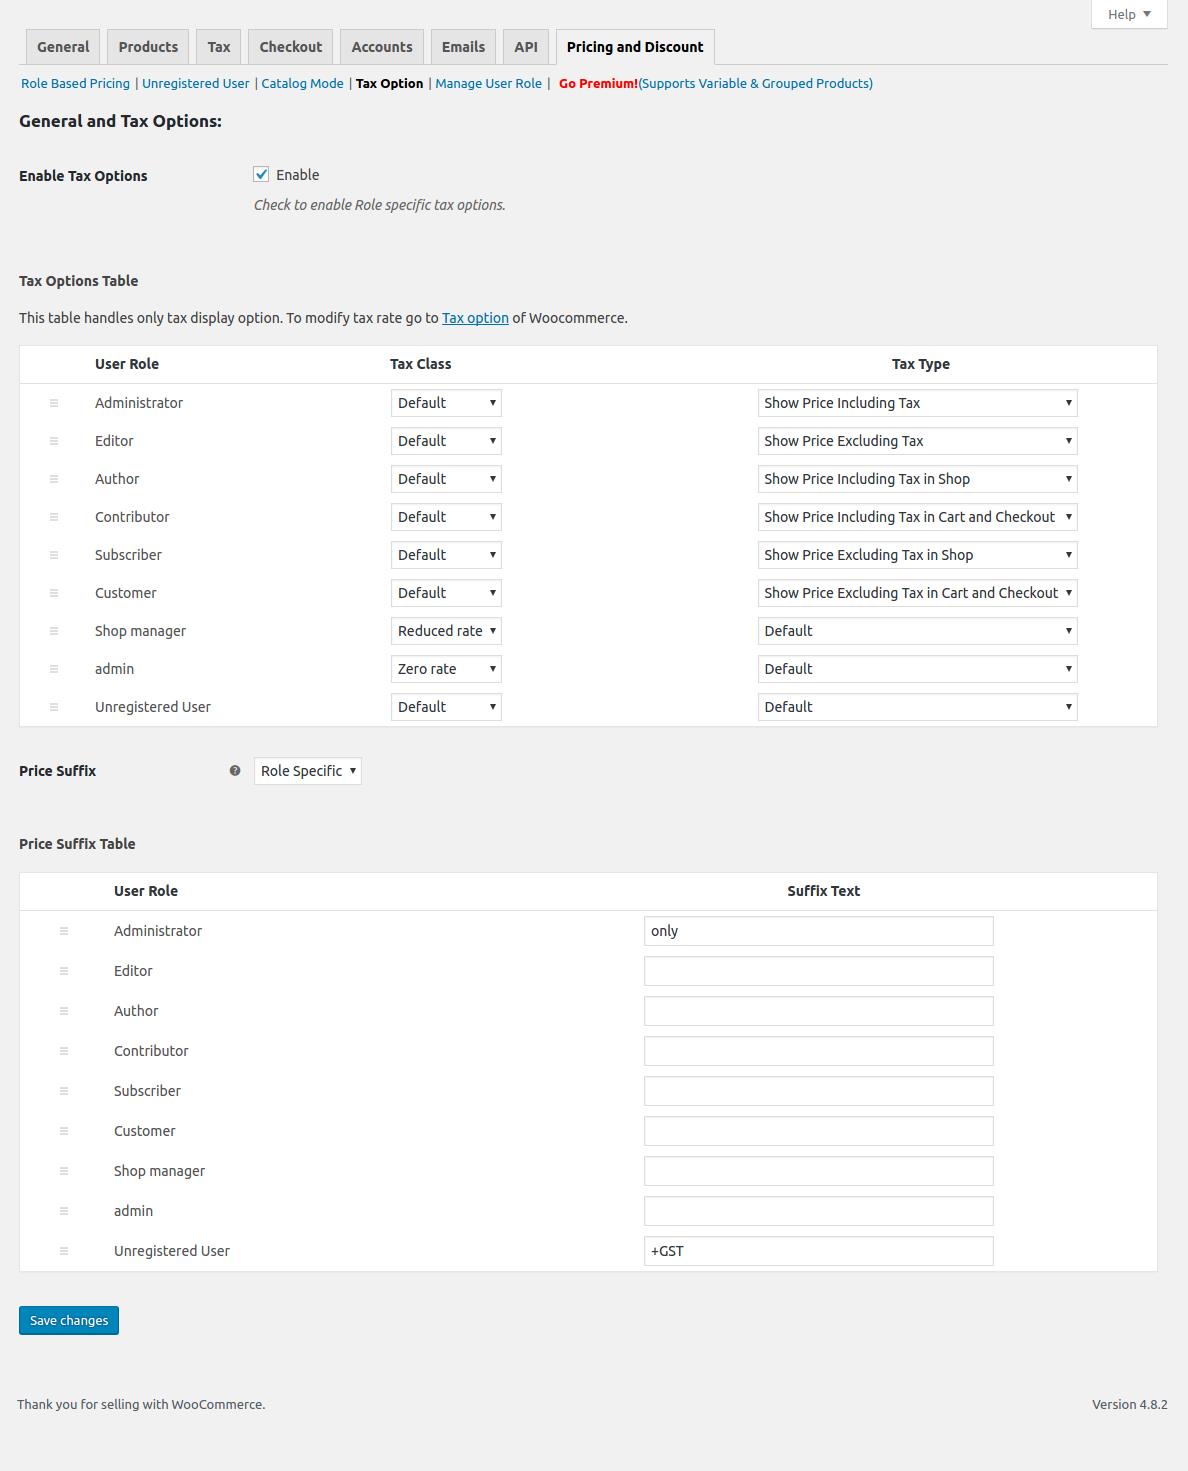 Help
General Products Tax Checkout Accounts Emails API Pricing and Discount
Role Based Pricing | Unregistered User | Catalog Mode | Tax Option | Manage User Role | Go Premium!(Supports Variable & Grouped Products)
General and Tax Options:
Enable Tax Options Enable
Check to enable Role specific tax options.
Tax Options Table
This table handles only tax display option. To modify tax rate go to Tax option of Woocommerce.
User Role Tax Class Tax Type
Administrator Default Show Price Including Tax
Editor Default Show Price Excluding Tax
Author Default Show Price Including Tax in Shop
Contributor Default Show Price Including Tax in Cart and Checkout
Subscriber Default Show Price Excluding Tax in Shop
Customer Default Show Price Excluding Tax in Cart and Checkout
Shop manager Reduced rate Default
admin Zero rate Default
Unregistered User Default Default
Price Suffix ? Role Specific
Price Suffix Table
User Role Suffix Text
Administrator only
Editor
Author
Contributor
Subscriber
Customer
Shop manager
admin
Unregistered User +GST
Save changes
Thank you for selling with WooCommerce. Version 4.8.2